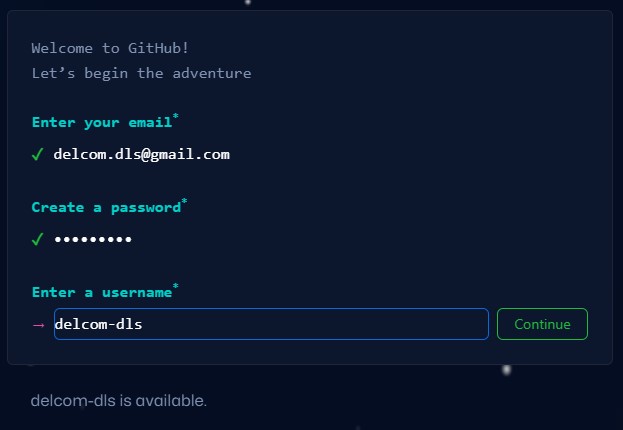 Welcome to GitHub!
Let’s begin the adventure
Enter your email*
✓ delcom.dls@gmail.com
Create a password*
✓ •••••••••
Enter a username*
→ delcom-dls
Continue
delcom-dls is available.